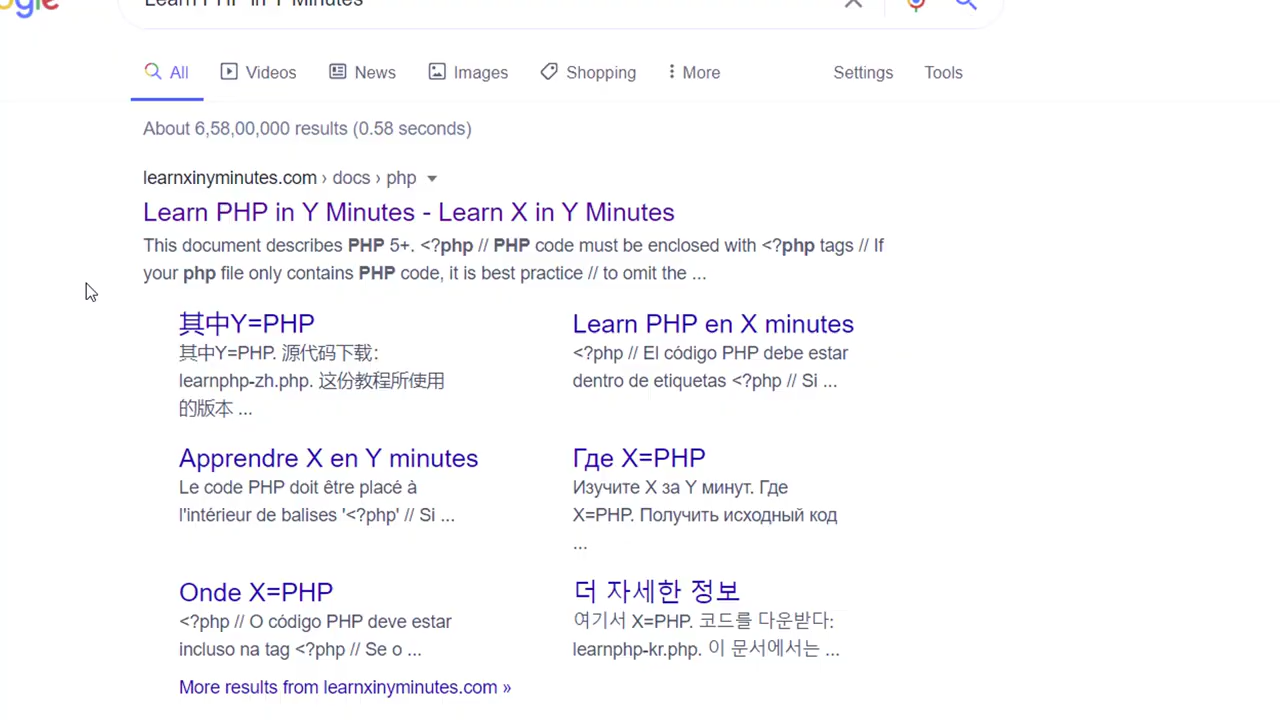 Learn PHP in Y Minutes
All Videos News Images Shopping More Settings Tools
About 6,58,00,000 results (0.58 seconds)
learnxinyminutes.com › docs › php
Learn PHP in Y Minutes - Learn X in Y Minutes
This document describes PHP 5+. <?php // PHP code must be enclosed with <?php tags // If
your php file only contains PHP code, it is best practice // to omit the ...
其中Y=PHP
其中Y=PHP. 源代码下载：
learnphp-zh.php. 这份教程所使用
的版本 ...
Learn PHP en X minutes
<?php // El código PHP debe estar
dentro de etiquetas <?php // Si ...
Apprendre X en Y minutes
Le code PHP doit être placé à
l'intérieur de balises '<?php' // Si ...
Где X=PHP
Изучите X за Y минут. Где
X=PHP. Получить исходный код
...
Onde X=PHP
<?php // O código PHP deve estar
incluso na tag <?php // Se o ...
더 자세한 정보
여기서 X=PHP. 코드를 다운받다:
learnphp-kr.php. 이 문서에서는 ...
More results from learnxinyminutes.com »